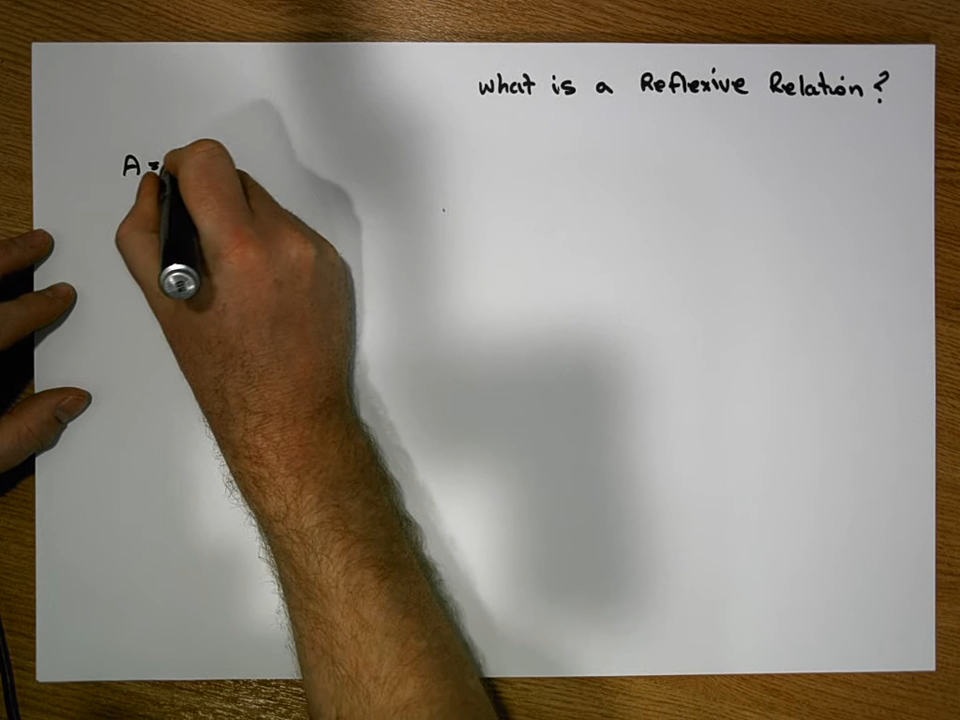 What is a Reflexive Relation?
A =